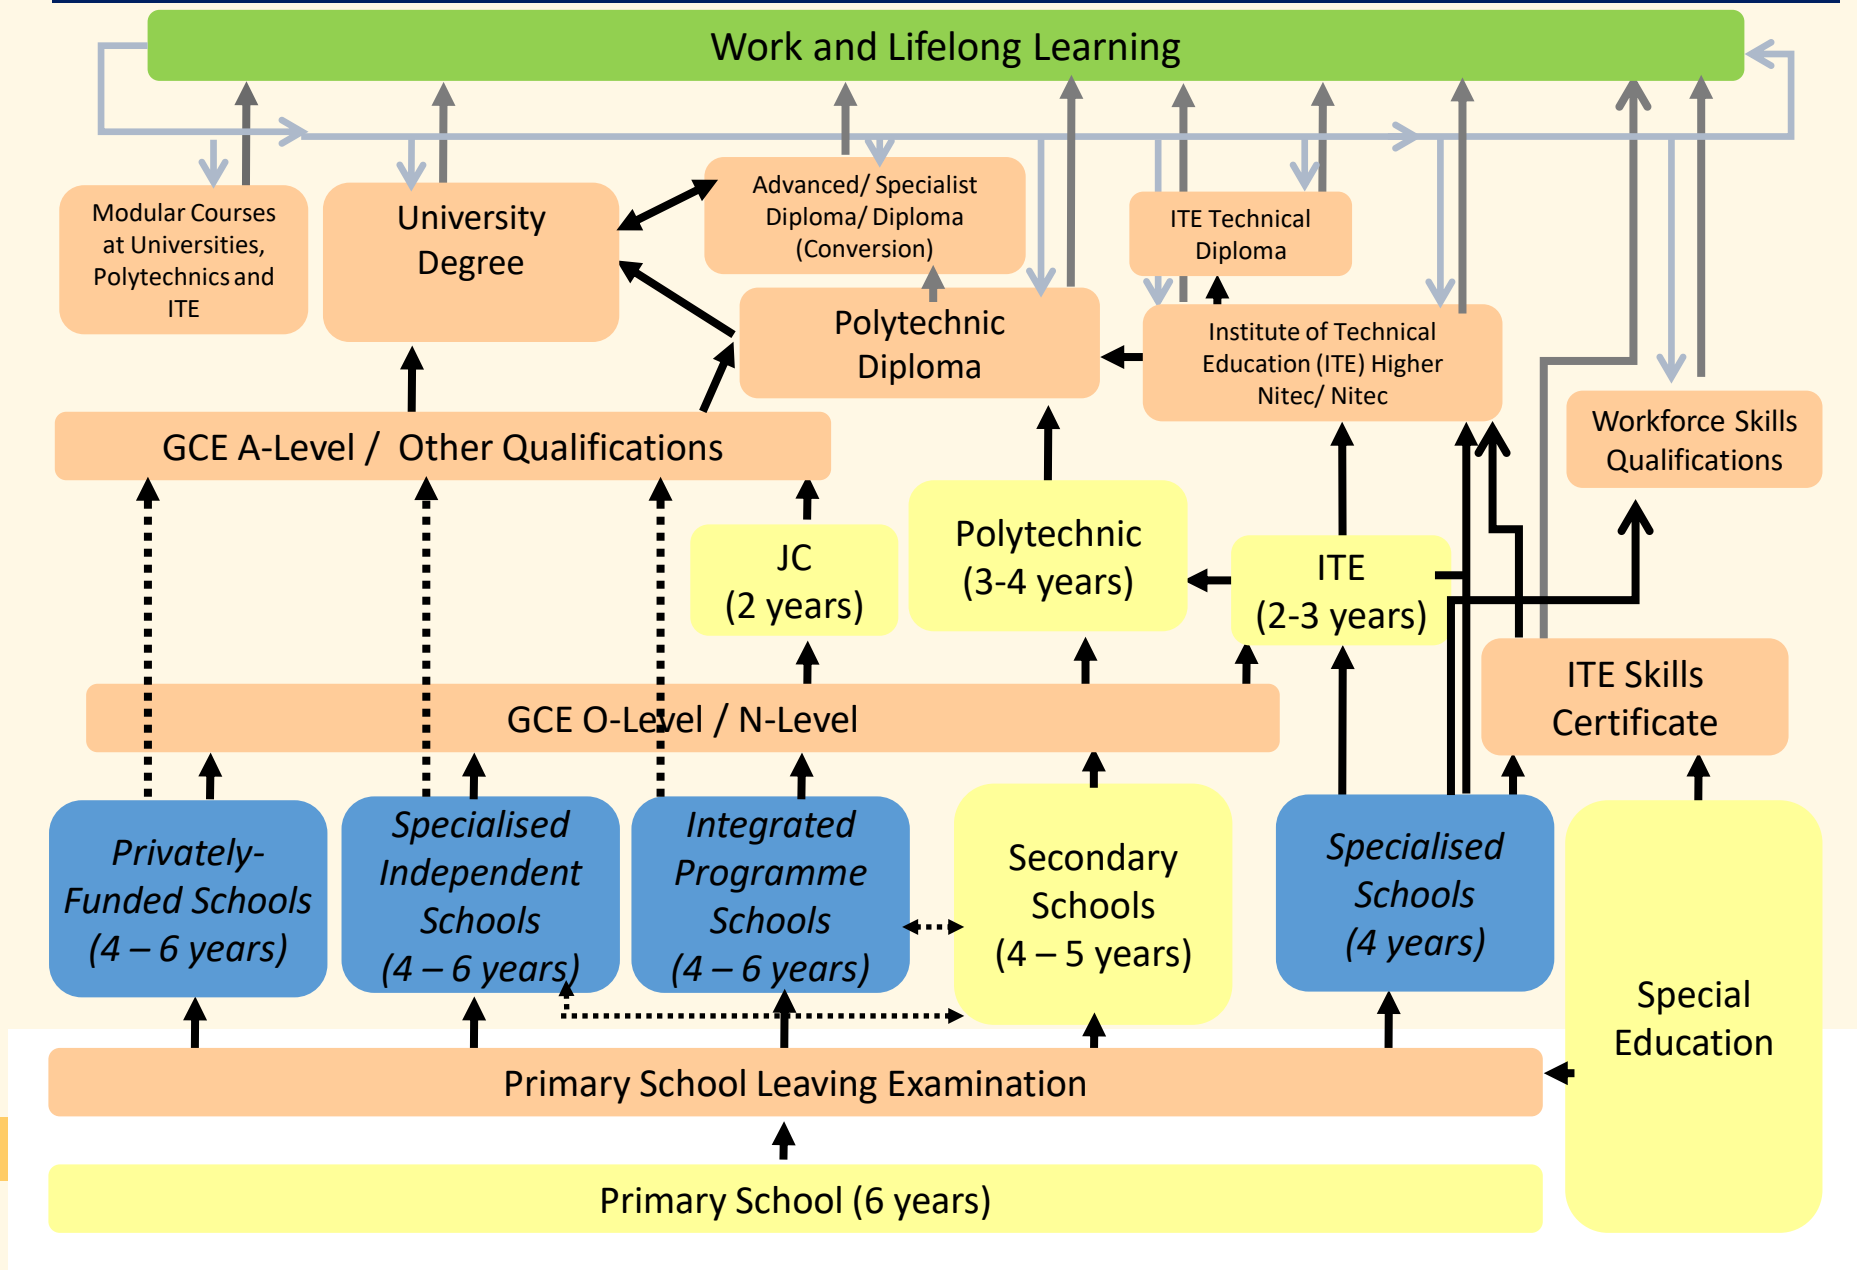 Work and Lifelong Learning
Modular Courses
at Universities,
Polytechnics and
ITE
University
Degree
Advanced/ Specialist
Diploma/ Diploma
(Conversion)
ITE Technical
Diploma
Polytechnic
Diploma
Institute of Technical
Education (ITE) Higher
Nitec/ Nitec
Workforce Skills
Qualifications
GCE A-Level / Other Qualifications
JC
(2 years)
Polytechnic
(3-4 years)
ITE
(2-3 years)
ITE Skills
Certificate
GCE O-Level / N-Level
Privately-
Funded Schools
(4 – 6 years)
Specialised
Independent
Schools
(4 – 6 years)
Integrated
Programme
Schools
(4 – 6 years)
Secondary
Schools
(4 – 5 years)
Specialised
Schools
(4 years)
Special
Education
Primary School Leaving Examination
Primary School (6 years)